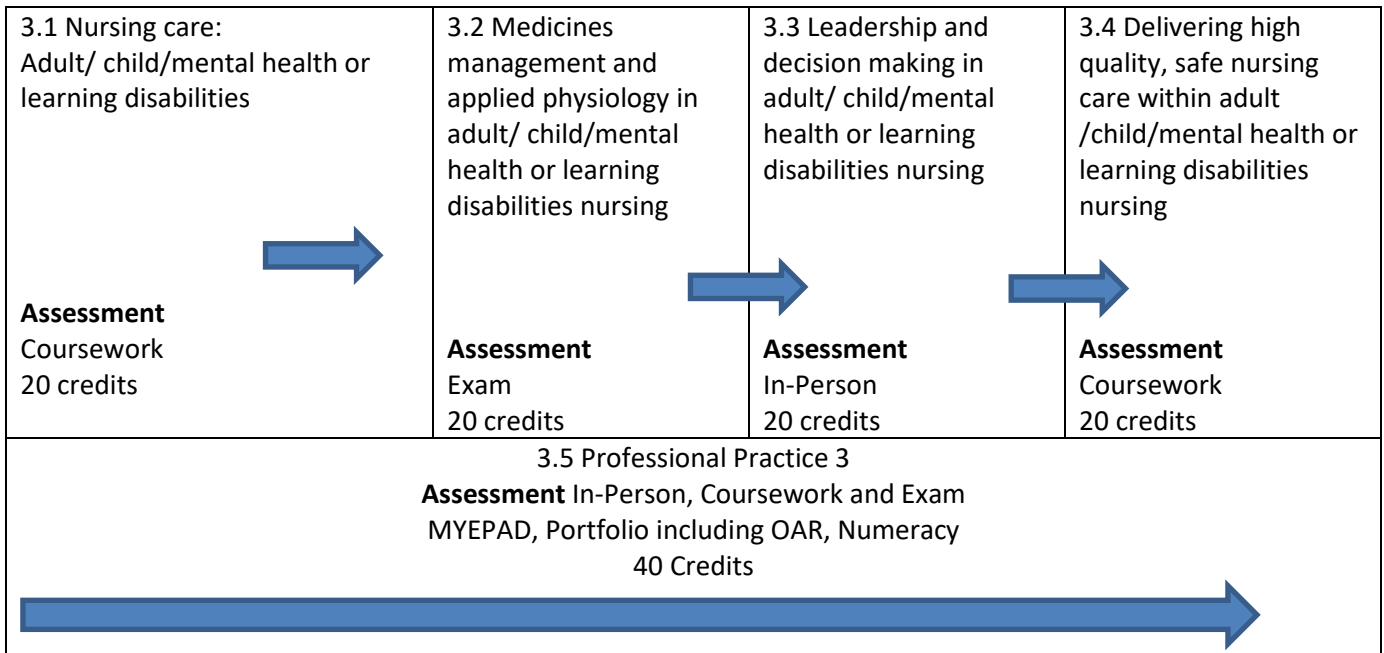 3.1 Nursing care:
Adult/ child/mental health or
learning disabilities
Assessment
Coursework
20 credits
3.2 Medicines
management and
applied physiology in
adult/ child/mental
health or learning
disabilities nursing
Assessment
Exam
20 credits
3.3 Leadership and
decision making in
adult/ child/mental
health or learning
disabilities nursing
Assessment
In-Person
20 credits
3.4 Delivering high
quality, safe nursing
care within adult
/child/mental health or
learning disabilities
nursing
Assessment
Coursework
20 credits
3.5 Professional Practice 3
Assessment In-Person, Coursework and Exam
MYEPAD, Portfolio including OAR, Numeracy
40 Credits